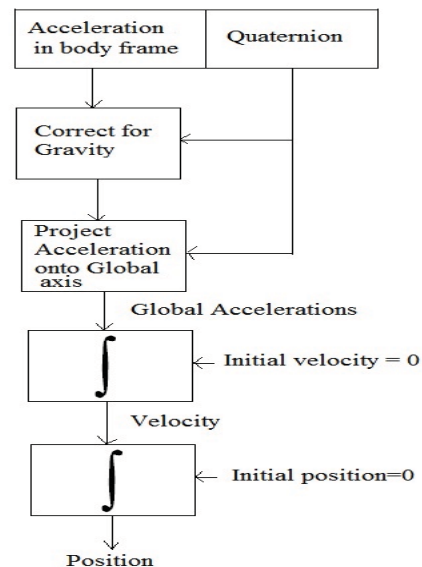 Acceleration
in body frame
Quaternion
Correct for
Gravity
Project
Acceleration
onto Global
axis
Global Accelerations
∫
Initial velocity = 0
Velocity
∫
Initial position=0
Position